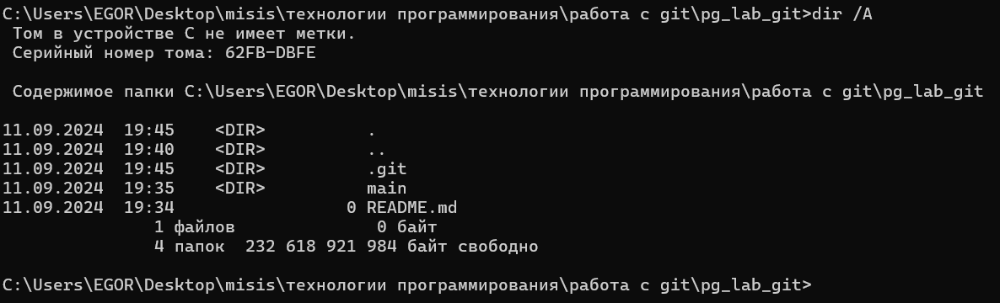 C:\Users\EGOR\Desktop\misis\технологии программирования\работа с git\pg_lab_git>dir /A
Том в устройстве C не имеет метки.
Серийный номер тома: 62FB-DBFE
Содержимое папки C:\Users\EGOR\Desktop\misis\технологии программирования\работа с git\pg_lab_git
11.09.2024  19:45    <DIR>          .
11.09.2024  19:40    <DIR>          ..
11.09.2024  19:45    <DIR>          .git
11.09.2024  19:35    <DIR>          main
11.09.2024  19:34                 0 README.md
1 файлов              0 байт
4 папок  232 618 921 984 байт свободно
C:\Users\EGOR\Desktop\misis\технологии программирования\работа с git\pg_lab_git>